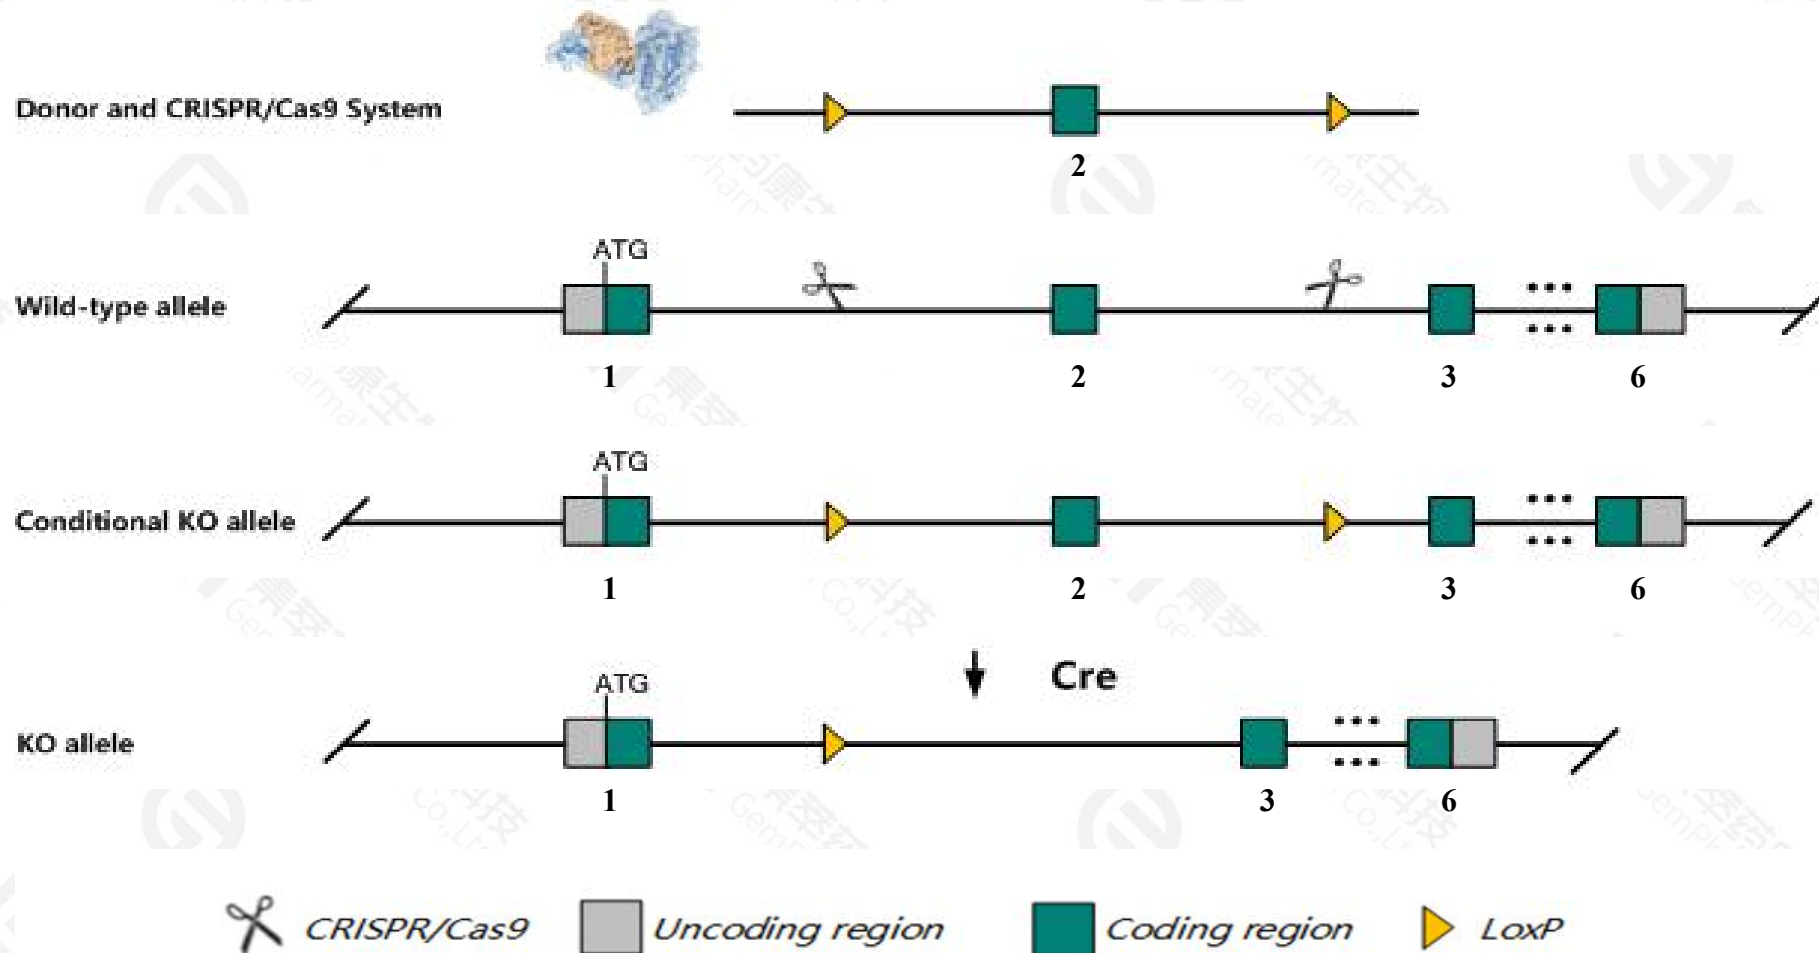 Donor and CRISPR/Cas9 System
2
ATG
Wild-type allele
1 2 3 6
ATG
Conditional KO allele
1 2 3 6
Cre
ATG
KO allele
1 3 6
CRISPR/Cas9 Uncoding region Coding region LoxP